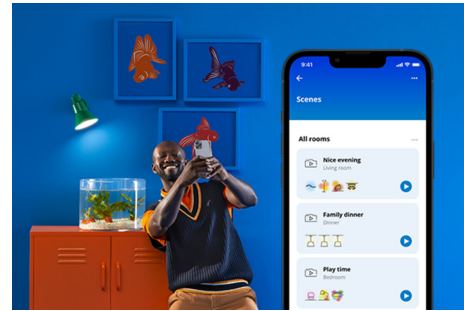 9:41
Scenes
All rooms
Nice evening
Living room
Family dinner
Dinner
Play time
Bedroom